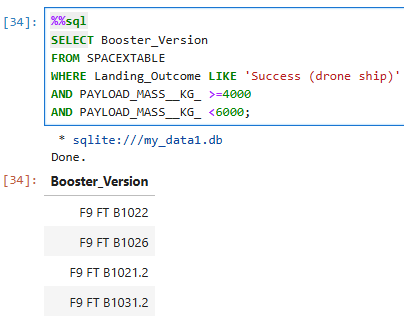 [34]: %%sql
SELECT Booster_Version
FROM SPACEXTABLE
WHERE Landing_Outcome LIKE 'Success (drone ship)'
AND PAYLOAD_MASS__KG_ >=4000
AND PAYLOAD_MASS__KG_ <6000;
* sqlite:///my_data1.db
Done.
[34]: Booster_Version
F9 FT B1022
F9 FT B1026
F9 FT B1021.2
F9 FT B1031.2